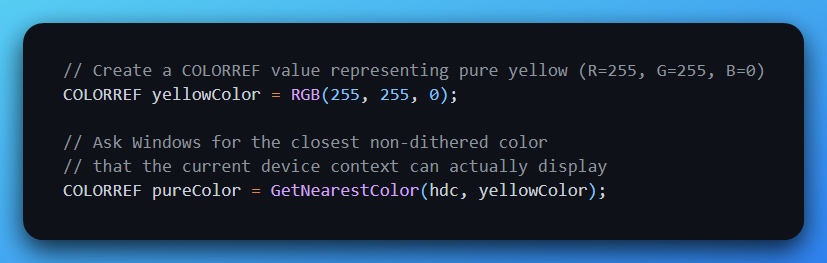 // Create a COLORREF value representing pure yellow (R=255, G=255, B=0)
COLORREF yellowColor = RGB(255, 255, 0);
// Ask Windows for the closest non-dithered color
// that the current device context can actually display
COLORREF pureColor = GetNearestColor(hdc, yellowColor);